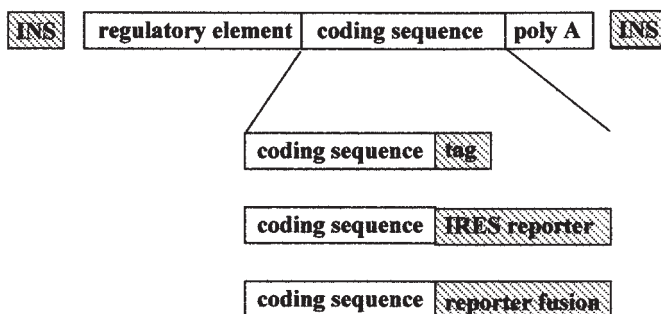 INS regulatory element coding sequence poly A INS
coding sequence tag
coding sequence IRES reporter
coding sequence reporter fusion